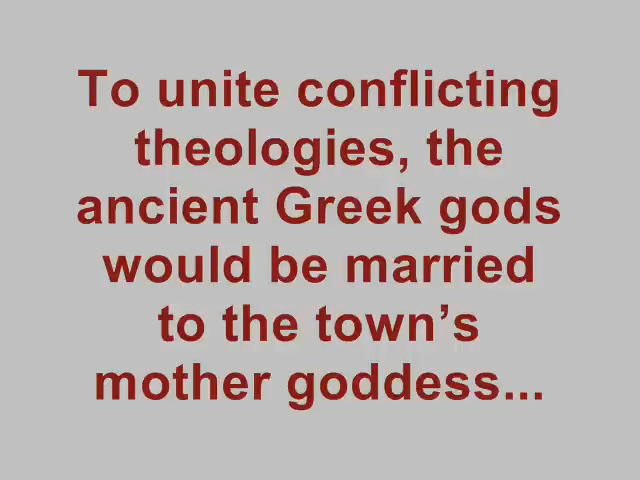 To unite conflicting
theologies, the
ancient Greek gods
would be married
to the town’s
mother goddess...